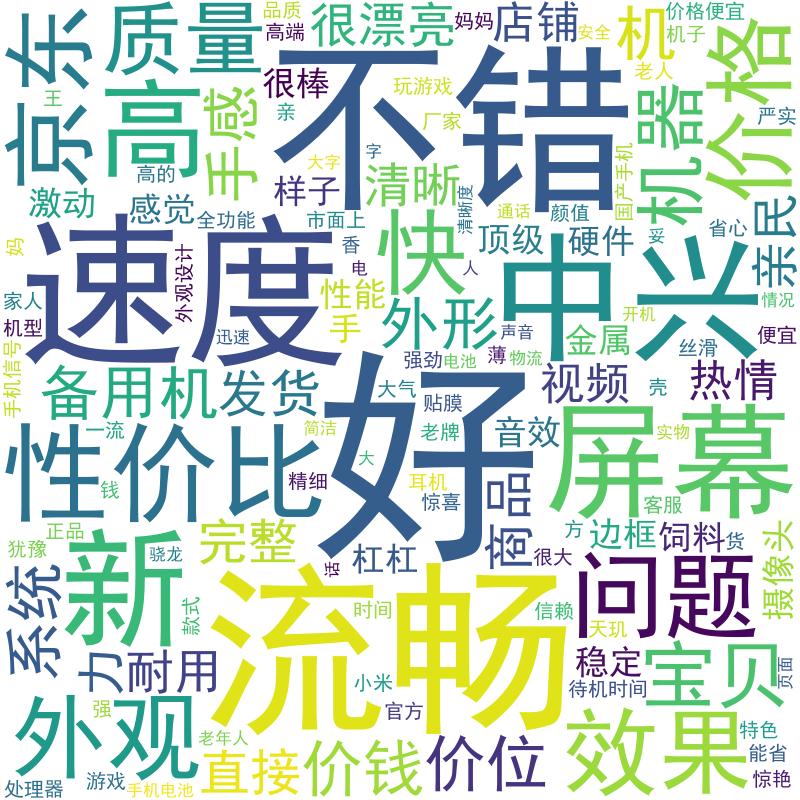 京东
质量
品质
高端
很漂亮
妈妈
店铺
安全
机
价格便宜
机子
老人
价格
王
高
手感
很棒
亲
玩游戏
厂家
不错
机器
严实
高的
大字
字
样子
清晰
清晰度
通话
颜值
国产手机
妥
省心
亲民
激动
感觉
全功能
市面上
香
电
人
快
顶级
硬件
情况
妈
外观设计
速度
中兴
家人
机型
性能
手
外形
声音
金属
开机
丝滑
便宜
迅速
手机信号
强劲
电池
薄
物流
备用机
发货
大气
贴膜
好
视频
壳
热情
一流
简洁
老牌
音效
屏幕
实物
性价比
大
钱
精细
耳机
惊喜
商品
客服
正品
犹豫
新
骁龙
完整
杠杠
话
很大
方
边框
饲料
货
摄像头
系统
款式
流畅
时间
信赖
问题
天玑
力
耐用
稳定
宝贝
页面
小米
待机时间
强
官方
外观
老年人
直接
价钱
价位
效果
特色
能省
处理器
游戏
手机电池
惊艳